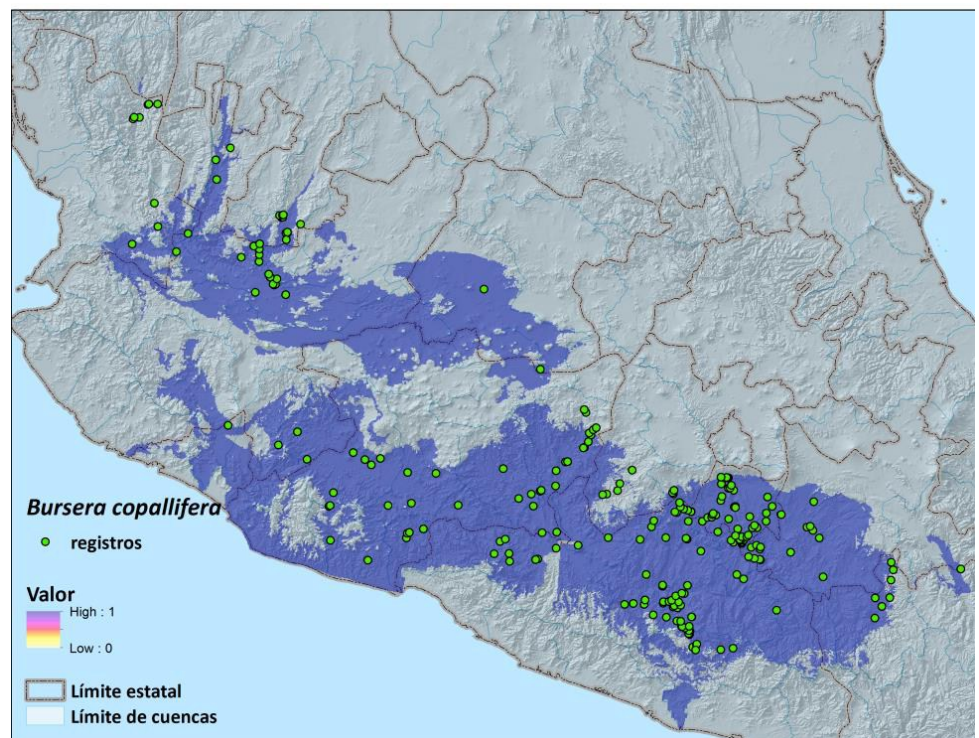 Bursera copallifera
registros
Valor
High : 1
Low : 0
Límite estatal
Límite de cuencas